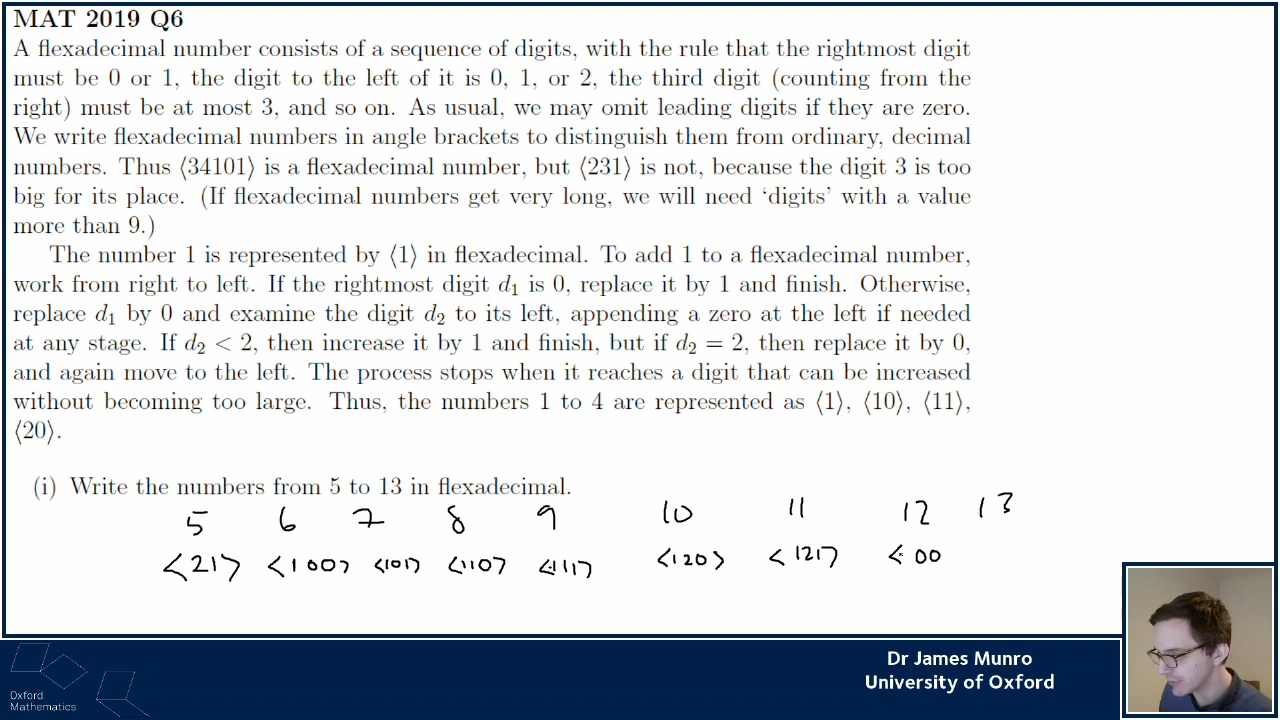 MAT 2019 Q6
A flexadecimal number consists of a sequence of digits, with the rule that the rightmost digit
must be 0 or 1, the digit to the left of it is 0, 1, or 2, the third digit (counting from the
right) must be at most 3, and so on. As usual, we may omit leading digits if they are zero.
We write flexadecimal numbers in angle brackets to distinguish them from ordinary, decimal
numbers. Thus ⟨34101⟩ is a flexadecimal number, but ⟨231⟩ is not, because the digit 3 is too
big for its place. (If flexadecimal numbers get very long, we will need ‘digits’ with a value
more than 9.)
The number 1 is represented by ⟨1⟩ in flexadecimal. To add 1 to a flexadecimal number,
work from right to left. If the rightmost digit d₁ is 0, replace it by 1 and finish. Otherwise,
replace d₁ by 0 and examine the digit d₂ to its left, appending a zero at the left if needed
at any stage. If d₂ < 2, then increase it by 1 and finish, but if d₂ = 2, then replace it by 0,
and again move to the left. The process stops when it reaches a digit that can be increased
without becoming too large. Thus, the numbers 1 to 4 are represented as ⟨1⟩, ⟨10⟩, ⟨11⟩,
⟨20⟩.
(i) Write the numbers from 5 to 13 in flexadecimal.
5 6 7 8 9 10 11 12 13
⟨21⟩ ⟨100⟩ ⟨101⟩ ⟨110⟩ ⟨111⟩ ⟨120⟩ ⟨121⟩ ⟨ 00
Oxford
Mathematics
Dr James Munro
University of Oxford